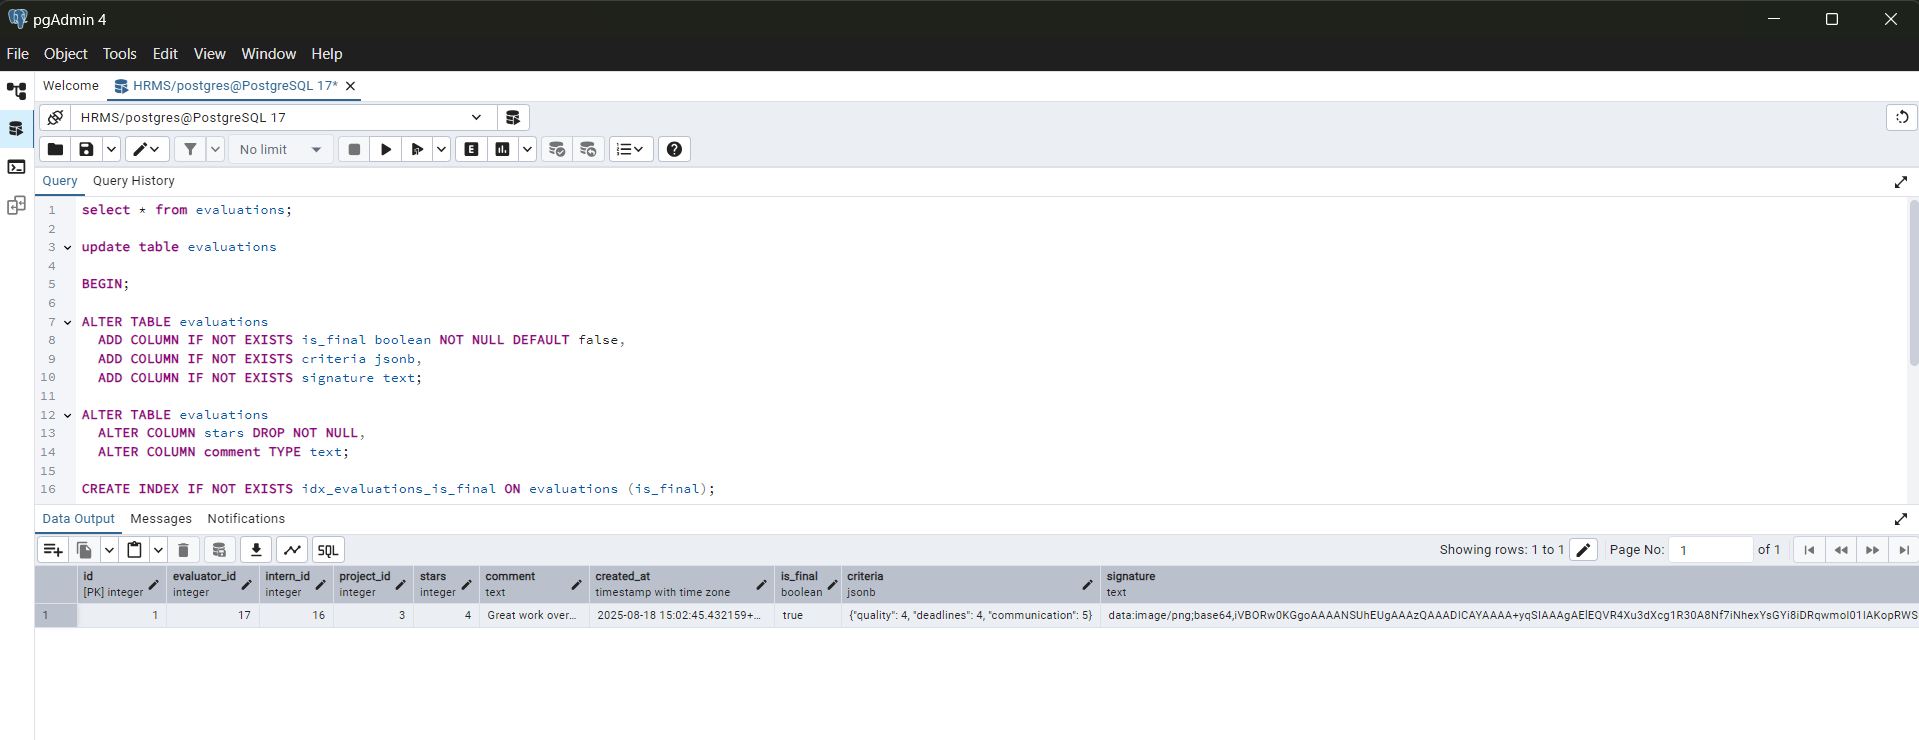 pgAdmin 4
File Object Tools Edit View Window Help
Welcome HRMS/postgres@PostgreSQL 17*
HRMS/postgres@PostgreSQL 17
No limit
E
Query Query History
1 select * from evaluations;
2
3 update table evaluations
4
5 BEGIN;
6
7 ALTER TABLE evaluations
8 ADD COLUMN IF NOT EXISTS is_final boolean NOT NULL DEFAULT false,
9 ADD COLUMN IF NOT EXISTS criteria jsonb,
10 ADD COLUMN IF NOT EXISTS signature text;
11
12 ALTER TABLE evaluations
13 ALTER COLUMN stars DROP NOT NULL,
14 ALTER COLUMN comment TYPE text;
15
16 CREATE INDEX IF NOT EXISTS idx_evaluations_is_final ON evaluations (is_final);
Data Output Messages Notifications
SQL Showing rows: 1 to 1 Page No: 1 of 1
id evaluator_id intern_id project_id stars comment created_at is_final criteria signature
[PK] integer integer integer integer integer text timestamp with time zone boolean jsonb text
1 1 17 16 3 4 Great work over... 2025-08-18 15:02:45.432159+... true {"quality": 4, "deadlines": 4, "communication": 5} data:image/png;base64,iVBORw0KGgoAAAANSUhEUgAAAzQAAADICAYAAAA+yqSIAAAgAElEQVR4Xu3dXcg1R30A8Nf7iNhexYsGYi8iDRqwmol01IAKopRWS